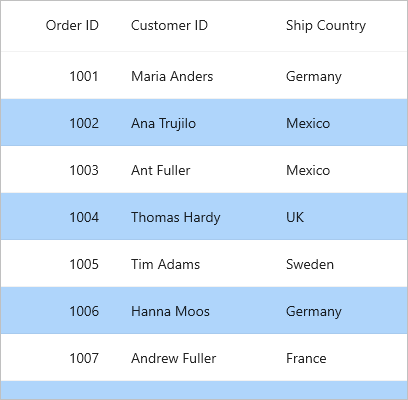 Order ID Customer ID Ship Country
1001 Maria Anders Germany
1002 Ana Trujilo Mexico
1003 Ant Fuller Mexico
1004 Thomas Hardy UK
1005 Tim Adams Sweden
1006 Hanna Moos Germany
1007 Andrew Fuller France